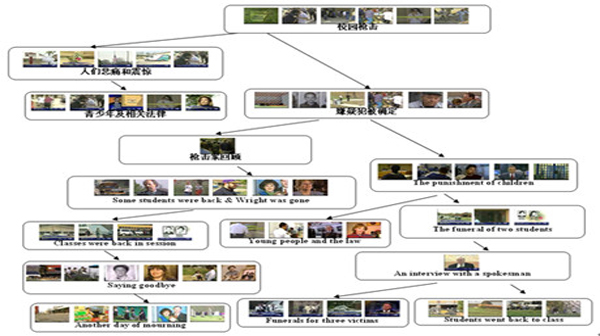 校园枪击
人们悲痛和震惊
青少年及相关法律
嫌疑犯被确定
枪击案回顾
The punishment of children
Some students were back & Wright was gone
Classes were back in session
Young people and the law
The funeral of two students
Saying goodbye
An interview with a spokesman
Another day of mourning
Funerals for three victims
Students went back to class